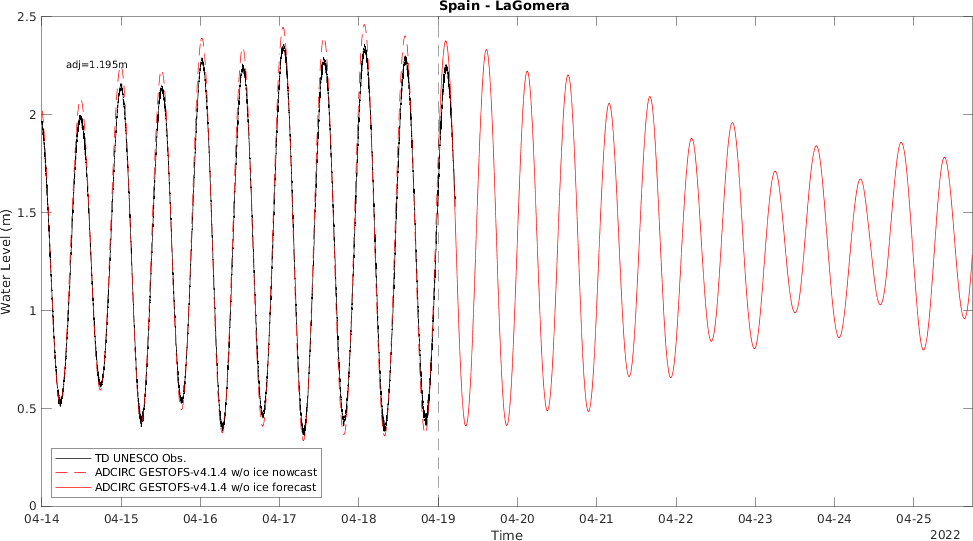 Spain - LaGomera
2.5
2
1.5
1
0.5
0
Water Level (m)
adj=1.195m
TD UNESCO Obs.
ADCIRC GESTOFS-v4.1.4 w/o ice nowcast
ADCIRC GESTOFS-v4.1.4 w/o ice forecast
04-14 04-15 04-16 04-17 04-18 04-19 04-20 04-21 04-22 04-23 04-24 04-25
Time
2022